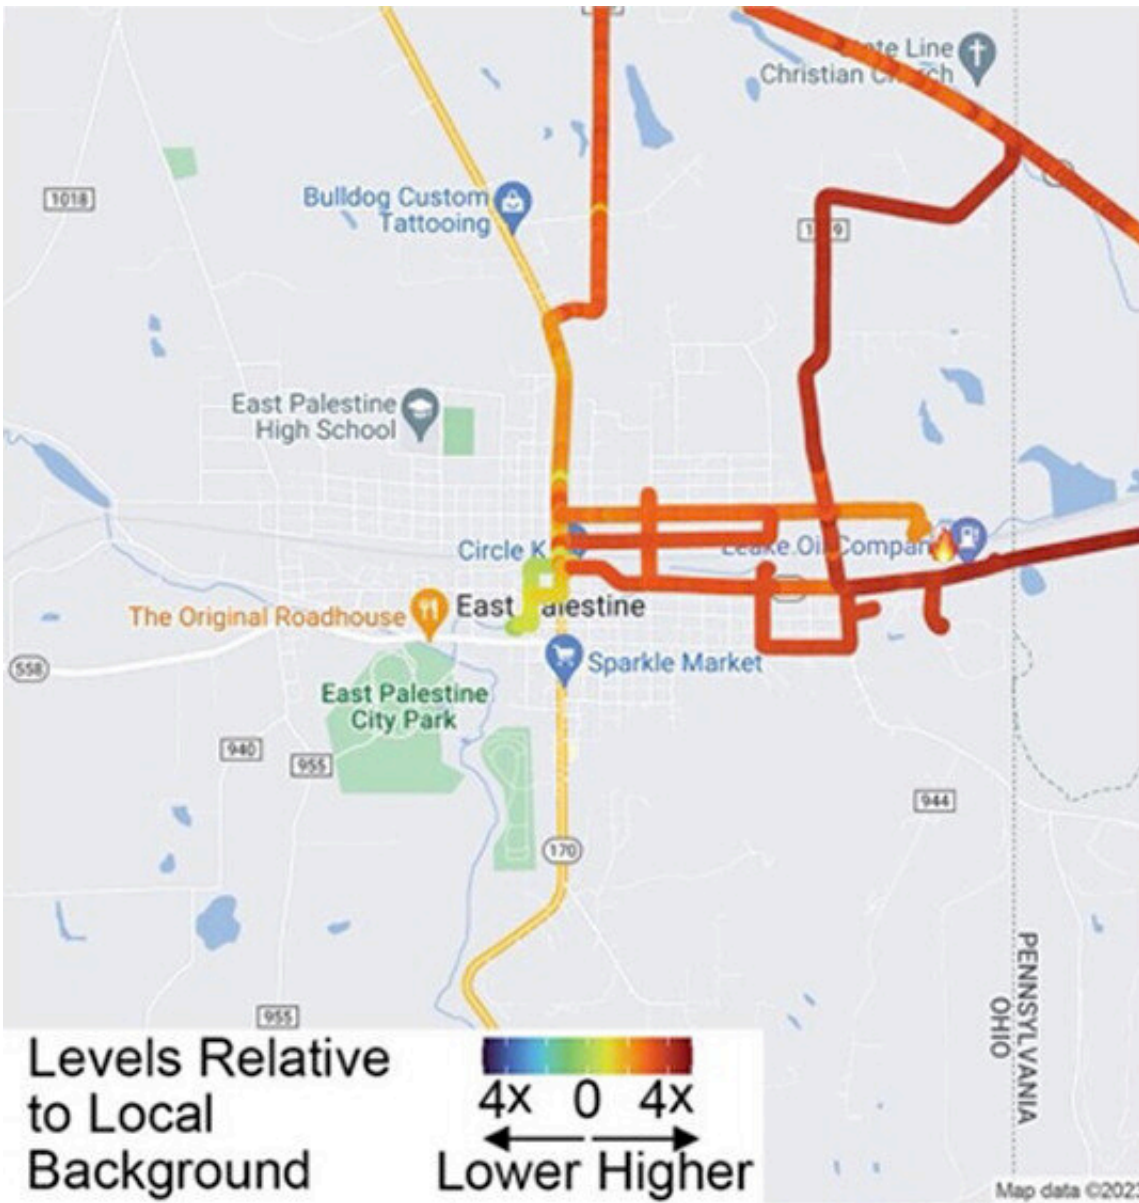 Line
Christian Church
1018
Bulldog Custom
Tattooing
East Palestine
High School
Circle K
Leake Oil Company
The Original Roadhouse
East Palestine
558
Sparkle Market
East Palestine
City Park
940
955
944
170
PENNSYLVANIA
OHIO
955
Levels Relative
to Local
Background
4x 0 4x
Lower Higher
Map data ©202